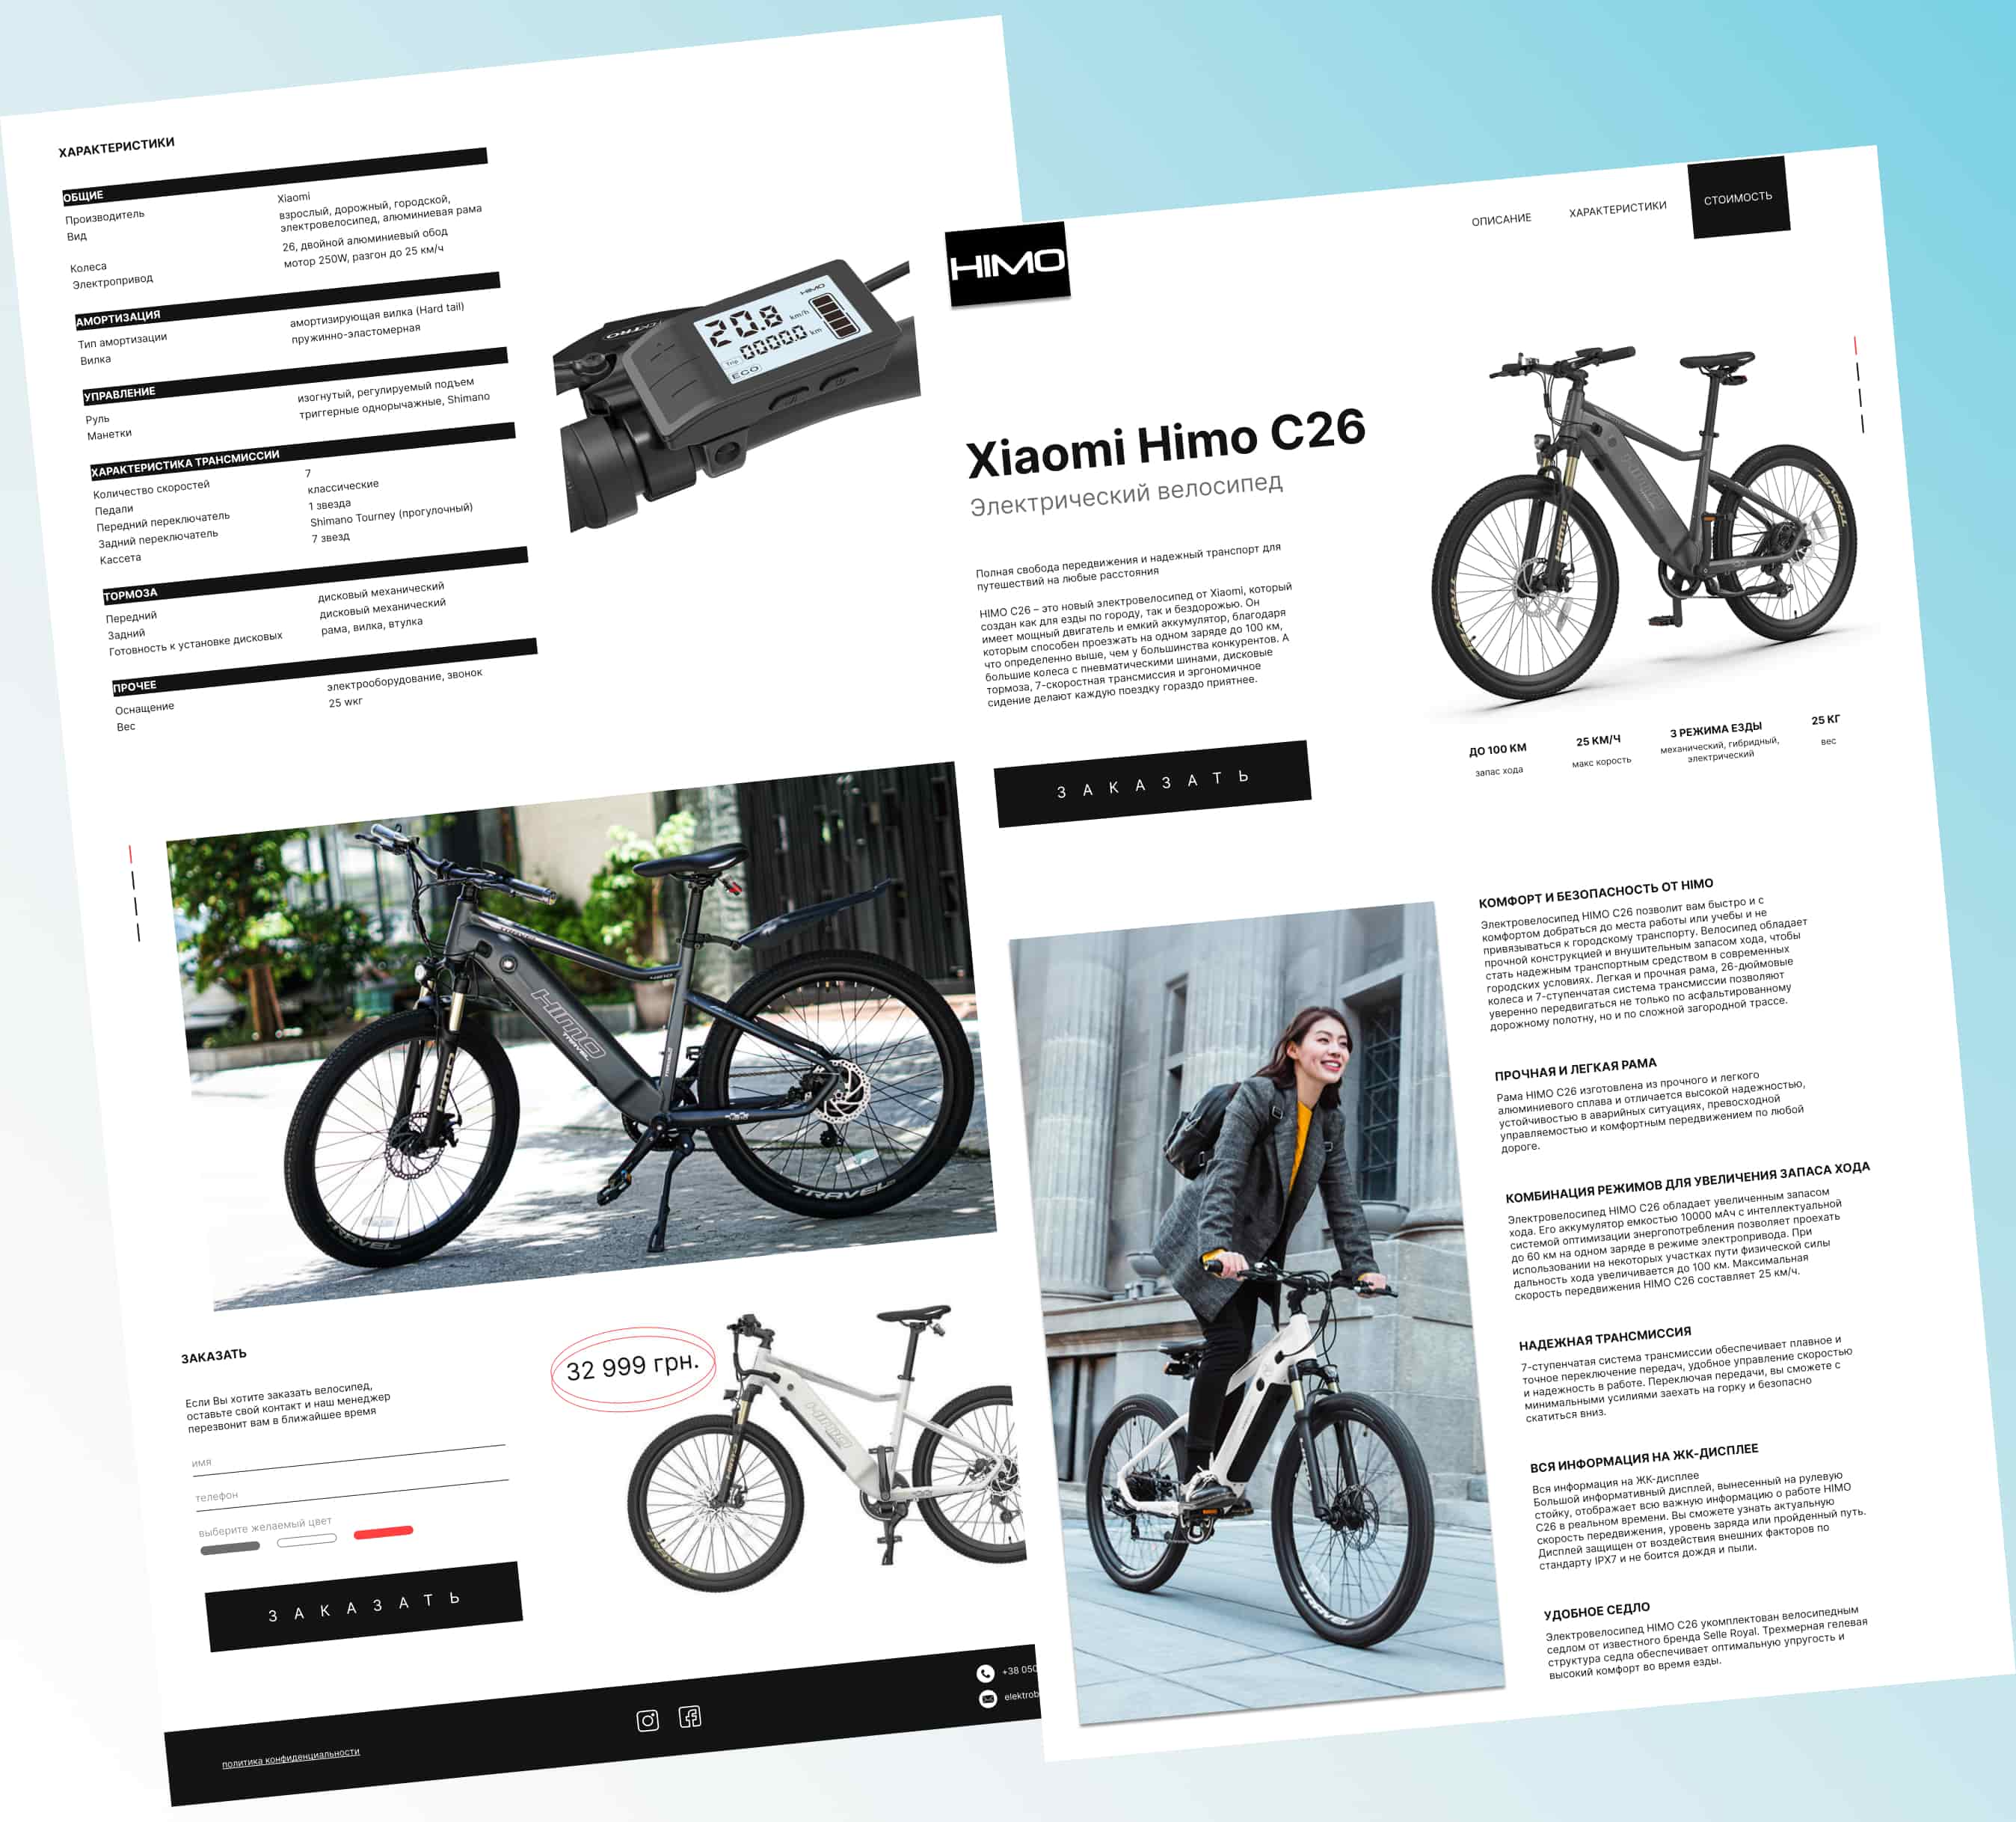 ХАРАКТЕРИСТИКИ
ОБЩИЕ
Производитель Xiaomi
Вид взрослый, дорожный, городской,
электровелосипед, алюминиевая рама
Колеса 26, двойной алюминиевый обод
Электропривод мотор 250W, разгон до 25 км/ч
АМОРТИЗАЦИЯ
Тип амортизации амортизирующая вилка (Hard tail)
Вилка пружинно-эластомерная
УПРАВЛЕНИЕ
Руль изогнутый, регулируемый подъем
Манетки триггерные однорычажные, Shimano
ХАРАКТЕРИСТИКА ТРАНСМИССИИ
Количество скоростей 7
Педали классические
Передний переключатель 1 звезда
Задний переключатель Shimano Tourney (прогулочный)
Кассета 7 звезд
ТОРМОЗА
Передний дисковый механический
Задний дисковый механический
Готовность к установке дисковых рама, вилка, втулка
ПРОЧЕЕ
Оснащение электрооборудование, звонок
Вес 25 wкг
HIMO
20.8 km/h
Trip 0000.0 km
ECO
HIMO
TRAVEL
TRAVEL
TRAVEL
ЗАКАЗАТЬ
Если Вы хотите заказать велосипед,
оставьте свой контакт и наш менеджер
перезвонит вам в ближайшее время
имя
телефон
выберите желаемый цвет
ЗАКАЗАТЬ
32 999 грн.
HIMO
политика конфиденциальности
+38 050
elektrob
HIMO
ОПИСАНИЕ
ХАРАКТЕРИСТИКИ
СТОИМОСТЬ
Xiaomi Himo C26
Электрический велосипед
Полная свобода передвижения и надежный транспорт для
путешествий на любые расстояния
HIMO C26 – это новый электровелосипед от Xiaomi, который
создан как для езды по городу, так и бездорожью. Он
имеет мощный двигатель и емкий аккумулятор, благодаря
которым способен проезжать на одном заряде до 100 км,
что определенно выше, чем у большинства конкурентов. А
большие колеса с пневматическими шинами, дисковые
тормоза, 7-скоростная трансмиссия и эргономичное
сидение делают каждую поездку гораздо приятнее.
ЗАКАЗАТЬ
HIMO
TRAVEL
TRAVEL
ДО 100 КМ
запас хода
25 КМ/Ч
макс корость
3 РЕЖИМА ЕЗДЫ
механический, гибридный,
электрический
25 КГ
вес
TRAVEL
КОМФОРТ И БЕЗОПАСНОСТЬ ОТ HIMO
Электровелосипед HIMO C26 позволит вам быстро и с
комфортом добраться до места работы или учебы и не
привязываться к городскому транспорту. Велосипед обладает
прочной конструкцией и внушительным запасом хода, чтобы
стать надежным транспортным средством в современных
городских условиях. Легкая и прочная рама, 26-дюймовые
колеса и 7-ступенчатая система трансмиссии позволяют
уверенно передвигаться не только по асфальтированному
дорожному полотну, но и по сложной загородной трассе.
ПРОЧНАЯ И ЛЕГКАЯ РАМА
Рама HIMO C26 изготовлена из прочного и легкого
алюминиевого сплава и отличается высокой надежностью,
устойчивостью в аварийных ситуациях, превосходной
управляемостью и комфортным передвижением по любой
дороге.
КОМБИНАЦИЯ РЕЖИМОВ ДЛЯ УВЕЛИЧЕНИЯ ЗАПАСА ХОДА
Электровелосипед HIMO C26 обладает увеличенным запасом
хода. Его аккумулятор емкостью 10000 мАч с интеллектуальной
системой оптимизации энергопотребления позволяет проехать
до 60 км на одном заряде в режиме электропривода. При
использовании на некоторых участках пути физической силы
дальность хода увеличивается до 100 км. Максимальная
скорость передвижения HIMO C26 составляет 25 км/ч.
НАДЕЖНАЯ ТРАНСМИССИЯ
7-ступенчатая система трансмиссии обеспечивает плавное и
точное переключение передач, удобное управление скоростью
и надежность в работе. Переключая передачи, вы сможете с
минимальными усилиями заехать на горку и безопасно
скатиться вниз.
ВСЯ ИНФОРМАЦИЯ НА ЖК-ДИСПЛЕЕ
Вся информация на ЖК-дисплее
Большой информативный дисплей, вынесенный на рулевую
стойку, отображает всю важную информацию о работе HIMO
C26 в реальном времени. Вы сможете узнать актуальную
скорость передвижения, уровень заряда или пройденный путь.
Дисплей защищен от воздействия внешних факторов по
стандарту IPX7 и не боится дождя и пыли.
УДОБНОЕ СЕДЛО
Электровелосипед HIMO C26 укомплектован велосипедным
седлом от известного бренда Selle Royal. Трехмерная гелевая
структура седла обеспечивает оптимальную упругость и
высокий комфорт во время езды.